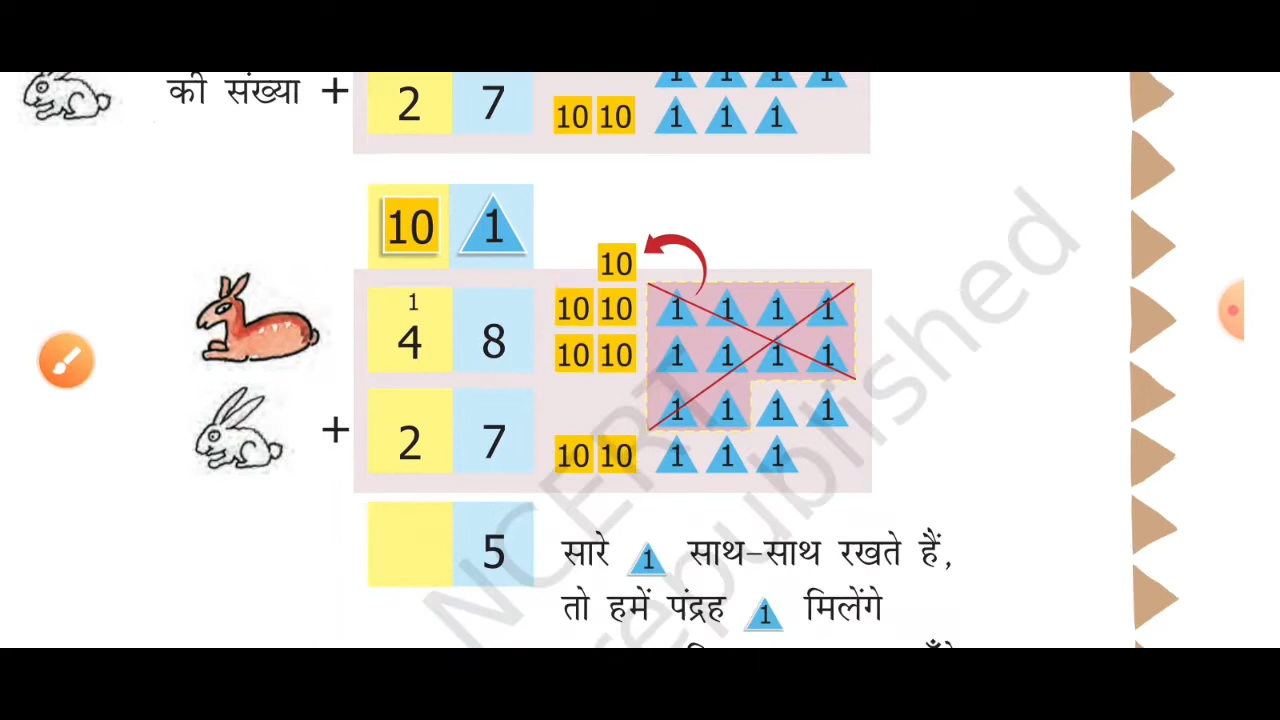 1 1 1 1
की संख्या + 2 7 10 10 1 1 1
10 1
10
1 10 10 1 1 1 1
4 8 10 10 1 1 1 1
1 1 1 1
+ 2 7 10 10 1 1 1
5 सारे 1 साथ-साथ रखते हैं,
तो हमें पंद्रह 1 मिलेंगे
NCERT
republished